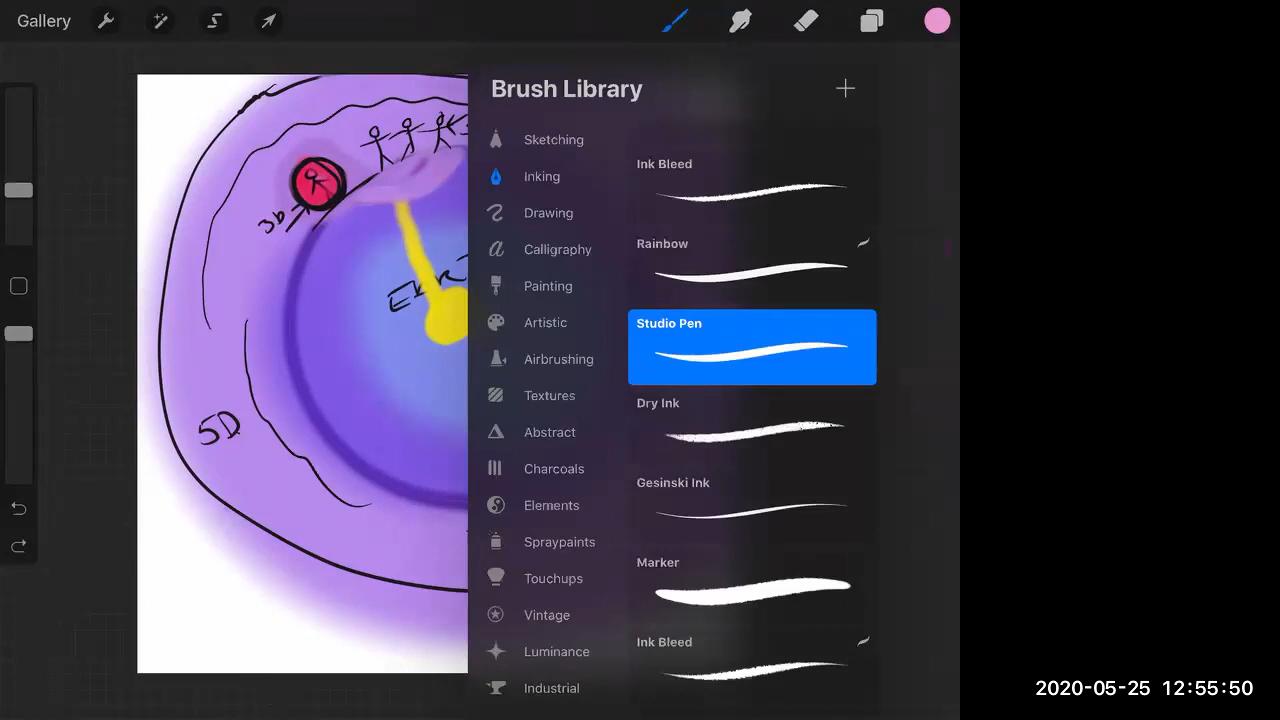 Gallery
Brush Library
Sketching
Inking
Drawing
Calligraphy
Painting
Artistic
Airbrushing
Textures
Abstract
Charcoals
Elements
Spraypaints
Touchups
Vintage
Luminance
Industrial
Ink Bleed
Rainbow
Studio Pen
Dry Ink
Gesinski Ink
Marker
Ink Bleed
3D
5D
2020-05-25 12:55:50